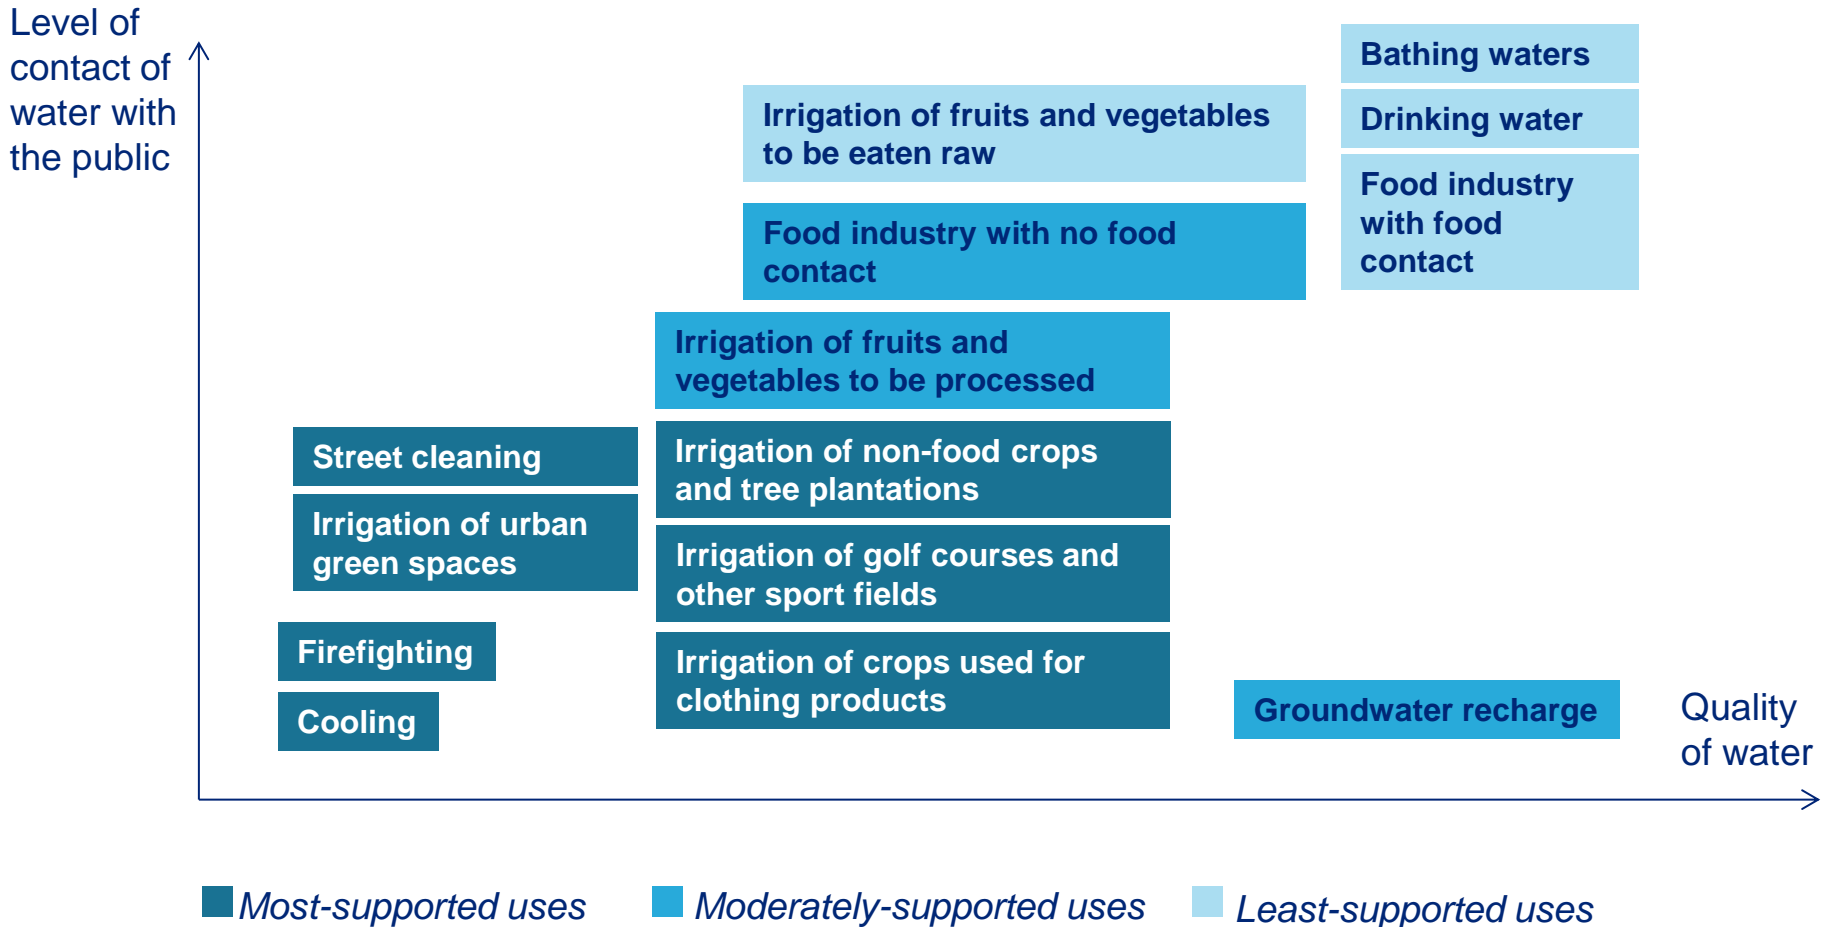 Level of
contact of
water with
the public
Bathing waters
Drinking water
Food industry
with food
contact
Irrigation of fruits and vegetables
to be eaten raw
Food industry with no food
contact
Irrigation of fruits and
vegetables to be processed
Street cleaning
Irrigation of urban
green spaces
Irrigation of non-food crops
and tree plantations
Irrigation of golf courses and
other sport fields
Firefighting
Cooling
Irrigation of crops used for
clothing products
Groundwater recharge
Quality
of water
Most-supported uses
Moderately-supported uses
Least-supported uses